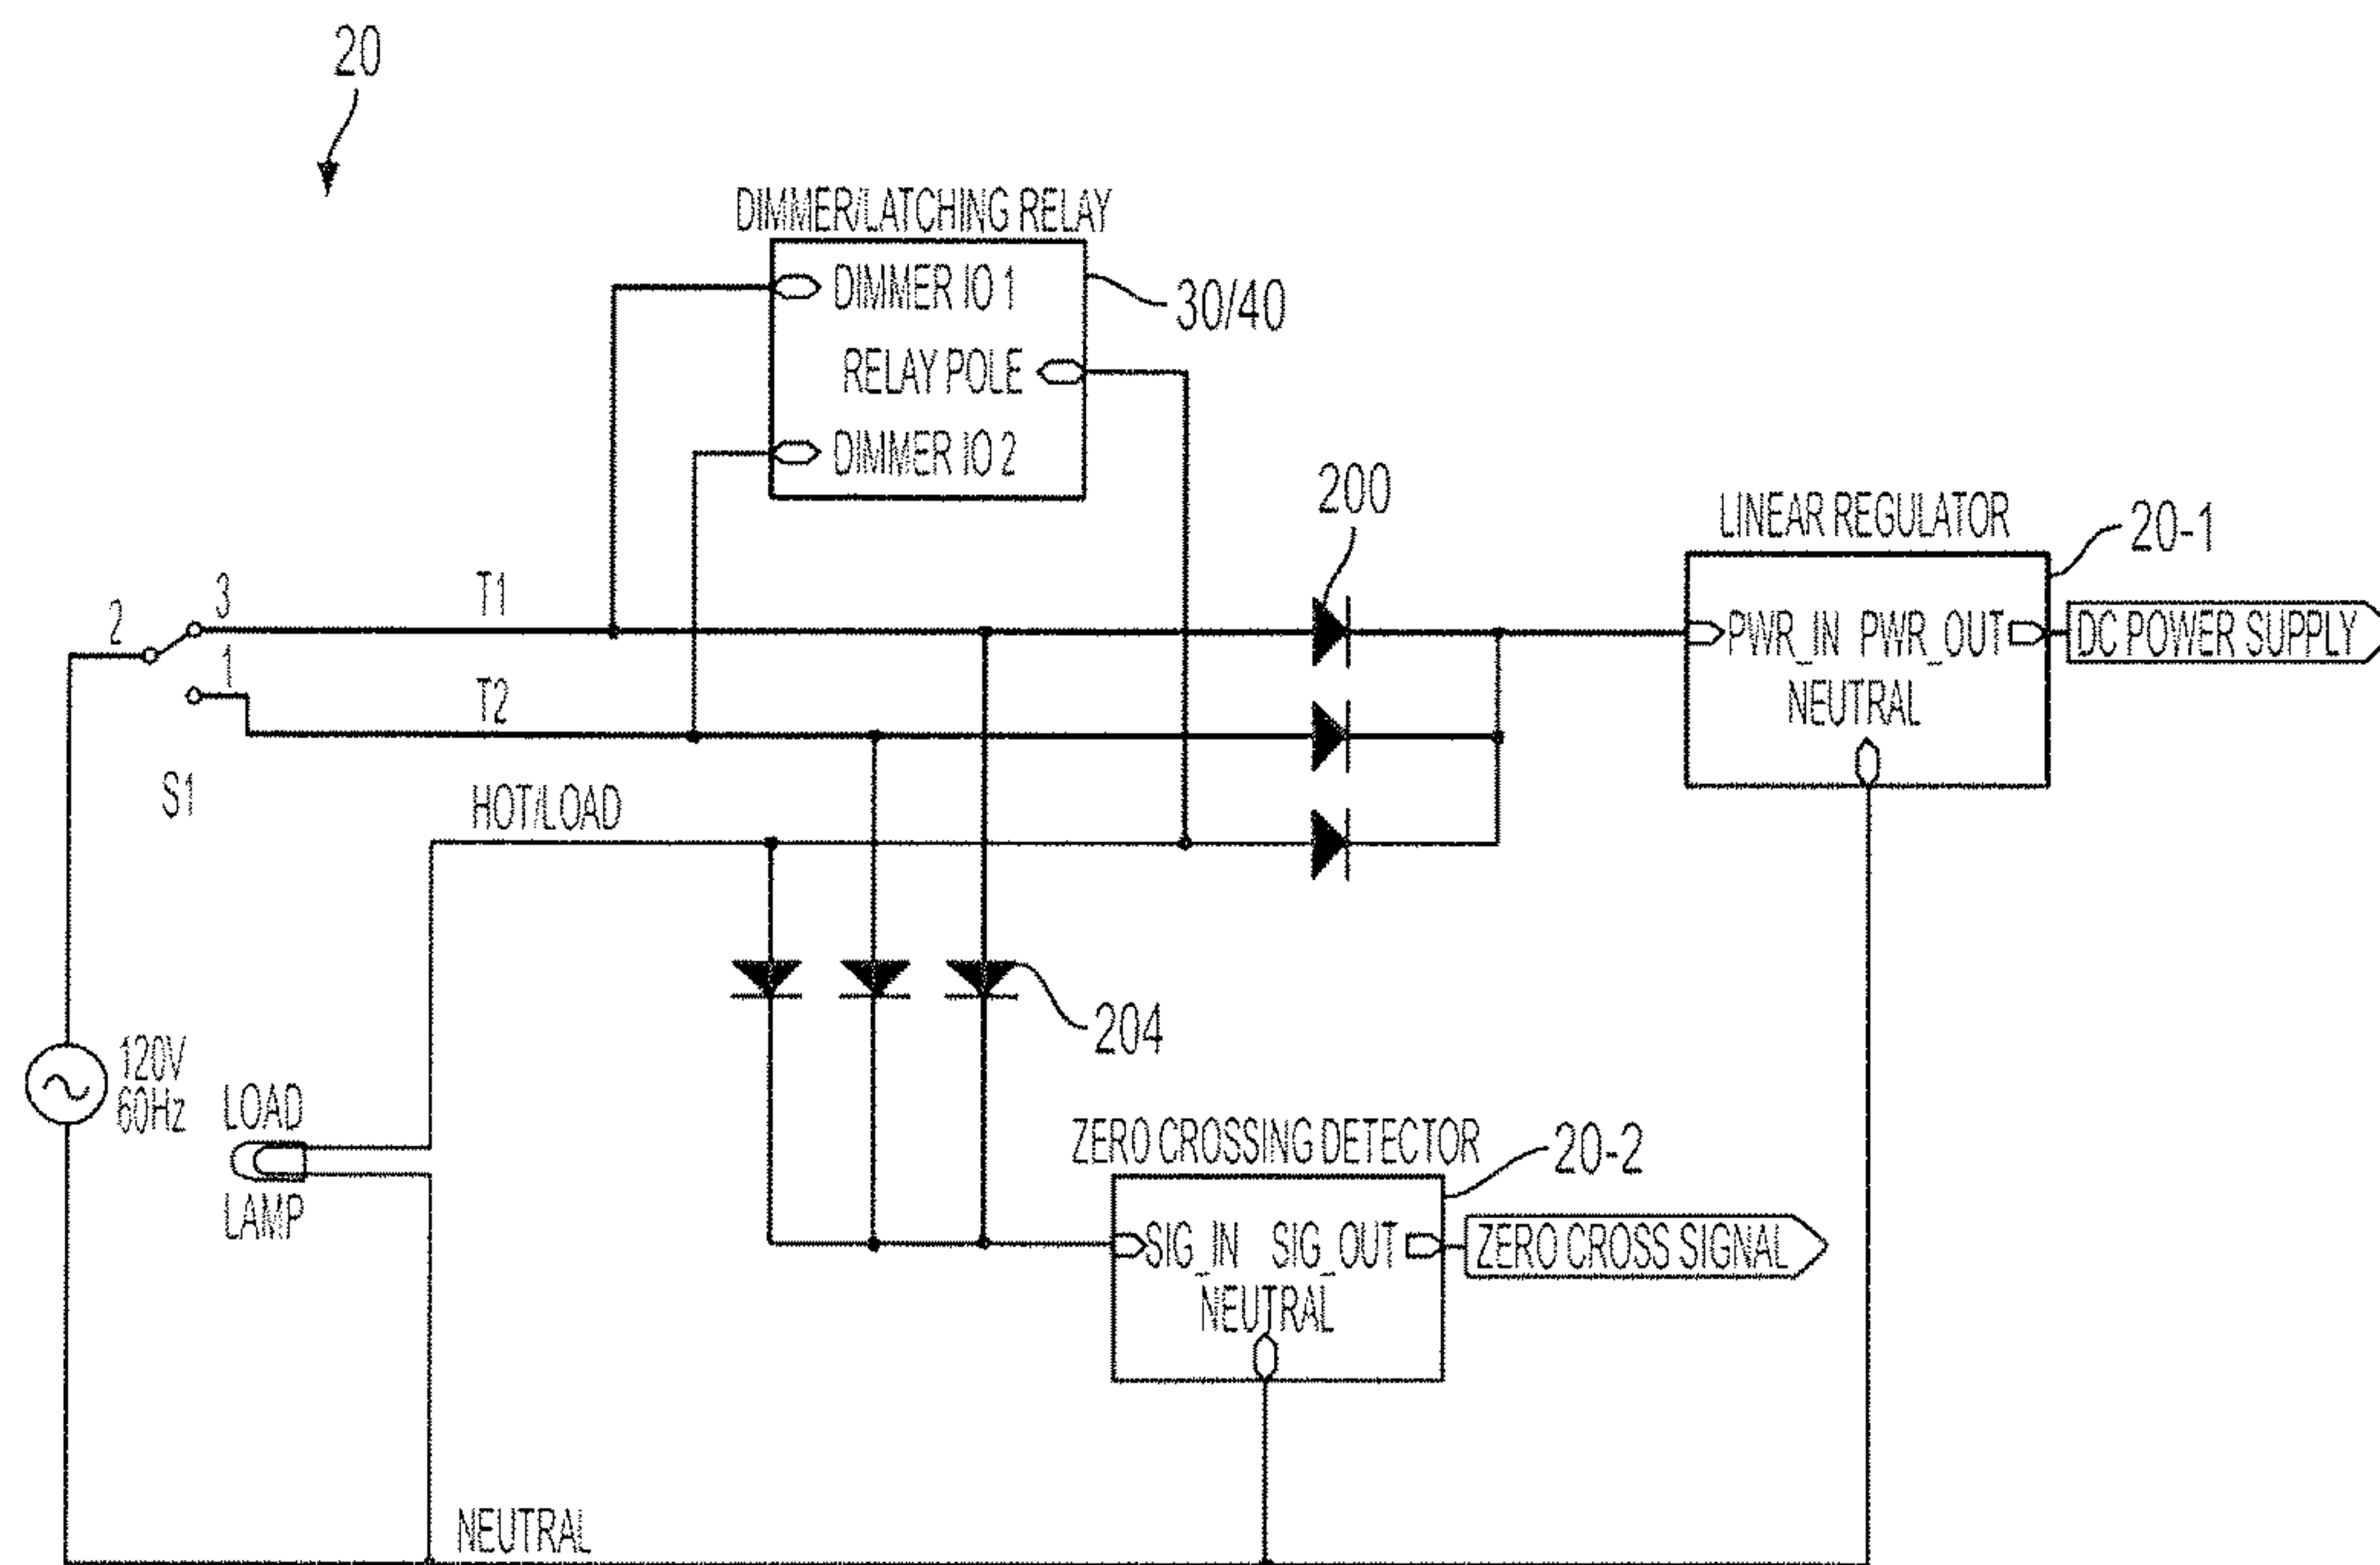 20
DIMMER/LATCHING RELAY
DIMMER IO 1
30/40
RELAY POLE
DIMMER IO 2
200
LINEAR REGULATOR
20-1
2
3
T1
PWR_IN PWR_OUT
DC POWER SUPPLY
1
T2
NEUTRAL
S1
HOT/LOAD
204
120V
60Hz
LOAD
LAMP
ZERO CROSSING DETECTOR
20-2
SIG_IN SIG_OUT
ZERO CROSS SIGNAL
NEUTRAL
NEUTRAL